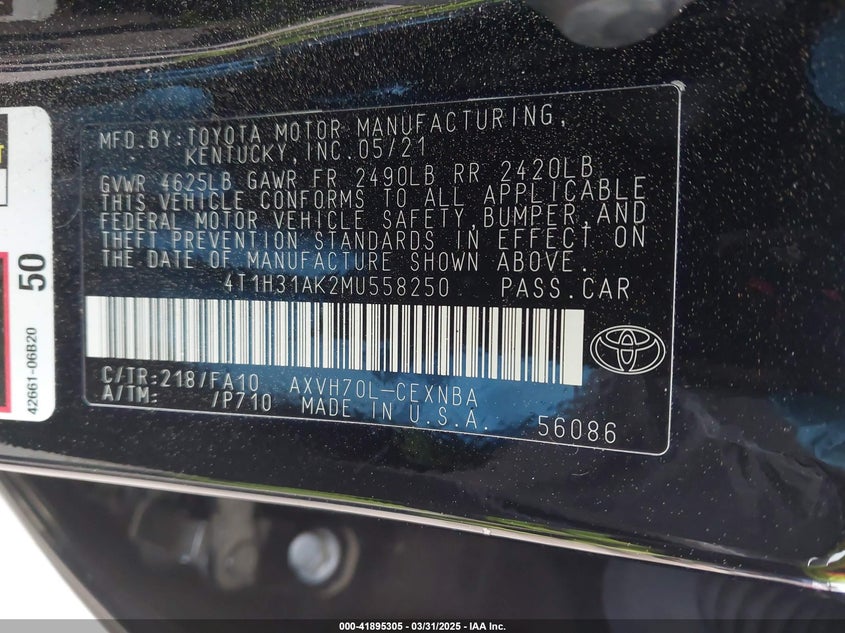 MFD.BY:TOYOTA MOTOR MANUFACTURING,
KENTUCKY,INC.05/21
GVWR 4625LB GAWR FR 2490LB RR 2420LB
THIS VEHICLE CONFORMS TO ALL APPLICABLE
FEDERAL MOTOR VEHICLE SAFETY,BUMPER,AND
THEFT PREVENTION STANDARDS IN EFFECT ON
THE DATE OF MANUFACTURE SHOWN ABOVE.
4T1H31AK2MU558250 PASS.CAR
C/TR:218/FA10 AXVH70L-CEXNBA
A/TM: /P710 MADE IN U.S.A. 56086
50
42661-06B20
000-41895305 - 03/31/2025 - IAA Inc.